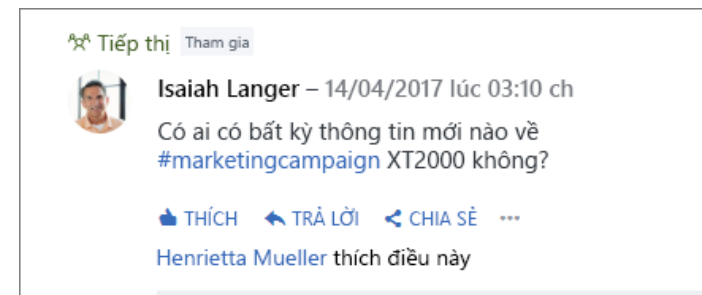 Tiếp thị Tham gia
Isaiah Langer – 14/04/2017 lúc 03:10 ch
Có ai có bất kỳ thông tin mới nào về
#marketingcampaign XT2000 không?
THÍCH TRẢ LỜI CHIA SẺ ···
Henrietta Mueller thích điều này